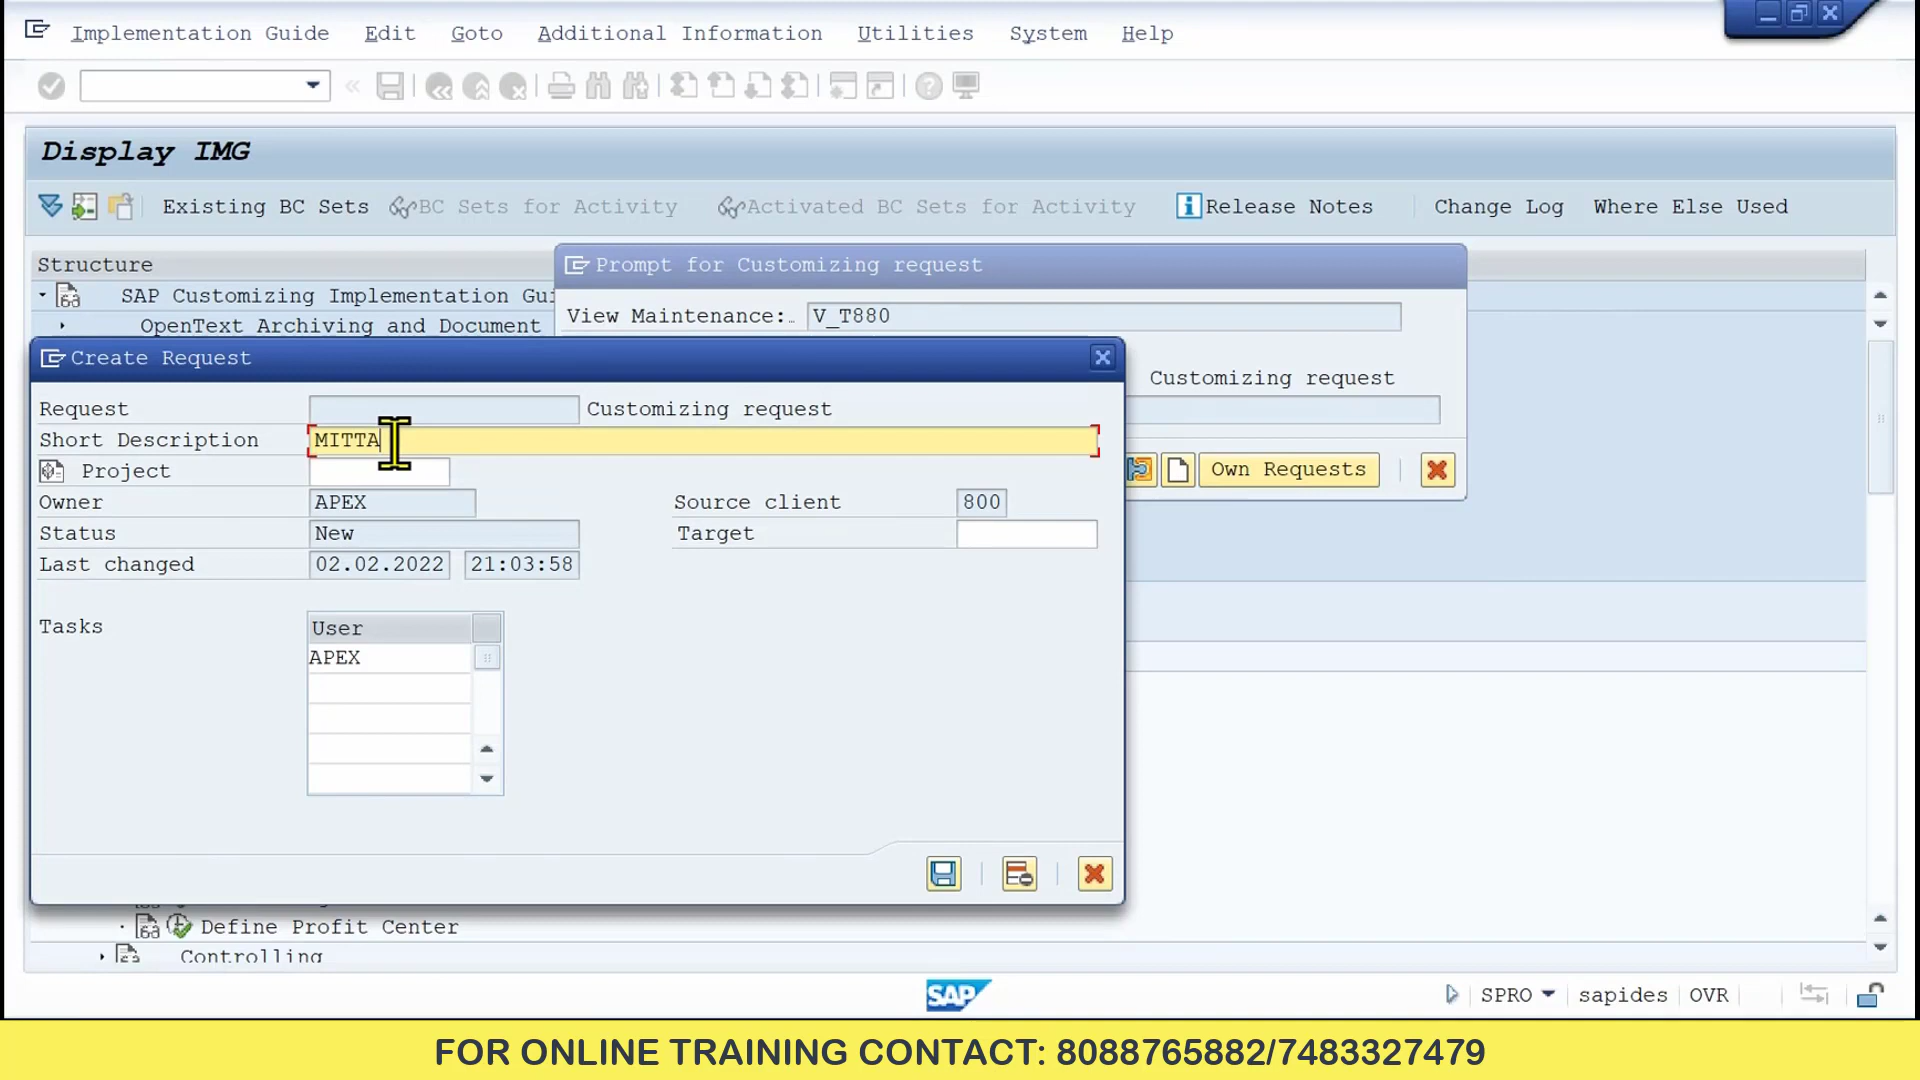 Implementation Guide Edit Goto Additional Information Utilities System Help
Display IMG
Existing BC Sets BC Sets for Activity Activated BC Sets for Activity Release Notes Change Log Where Else Used
Structure
SAP Customizing Implementation Gui
OpenText Archiving and Document
Prompt for Customizing request
View Maintenance: V_T880
Customizing request
Own Requests
Create Request
Request Customizing request
Short Description MITTA
Project
Owner APEX Source client 800
Status New Target
Last changed 02.02.2022 21:03:58
Tasks User
APEX
Define Profit Center
Controlling
SAP SPRO sapides OVR
FOR ONLINE TRAINING CONTACT: 8088765882/7483327479